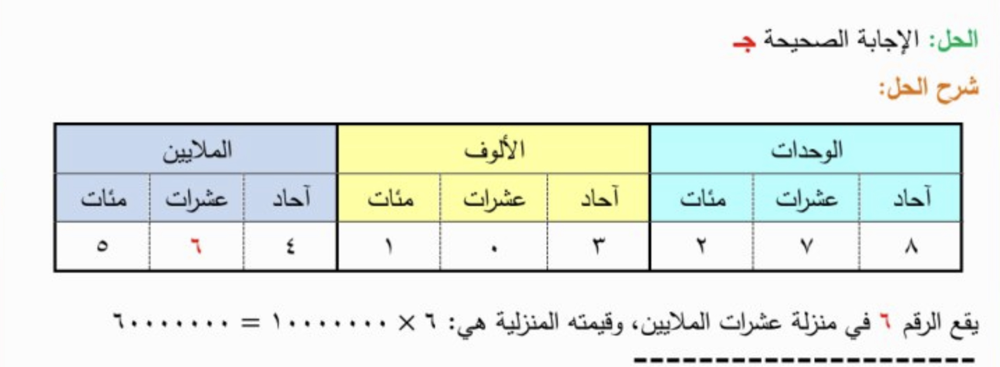 الحل: الإجابة الصحيحة جـ
شرح الحل:
الوحدات الألوف الملايين
آحاد عشرات مئات آحاد عشرات مئات آحاد عشرات مئات
٨ ٧ ٢ ٣ ٠ ١ ٤ ٦ ٥
يقع الرقم ٦ في منزلة عشرات الملايين، وقيمته المنزلية هي: ٦ × ١٠٠٠٠٠٠٠ = ٦٠٠٠٠٠٠٠